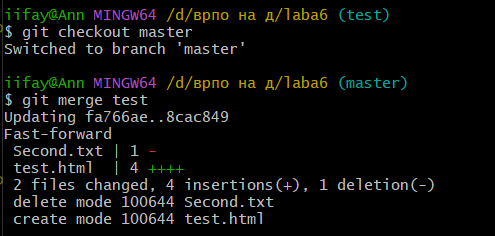 iifay@Ann MINGW64 /d/врпо на д/laba6 (test)
$ git checkout master
Switched to branch 'master'
iifay@Ann MINGW64 /d/врпо на д/laba6 (master)
$ git merge test
Updating fa766ae..8cac849
Fast-forward
 Second.txt | 1 -
 test.html  | 4 ++++
 2 files changed, 4 insertions(+), 1 deletion(-)
 delete mode 100644 Second.txt
 create mode 100644 test.html